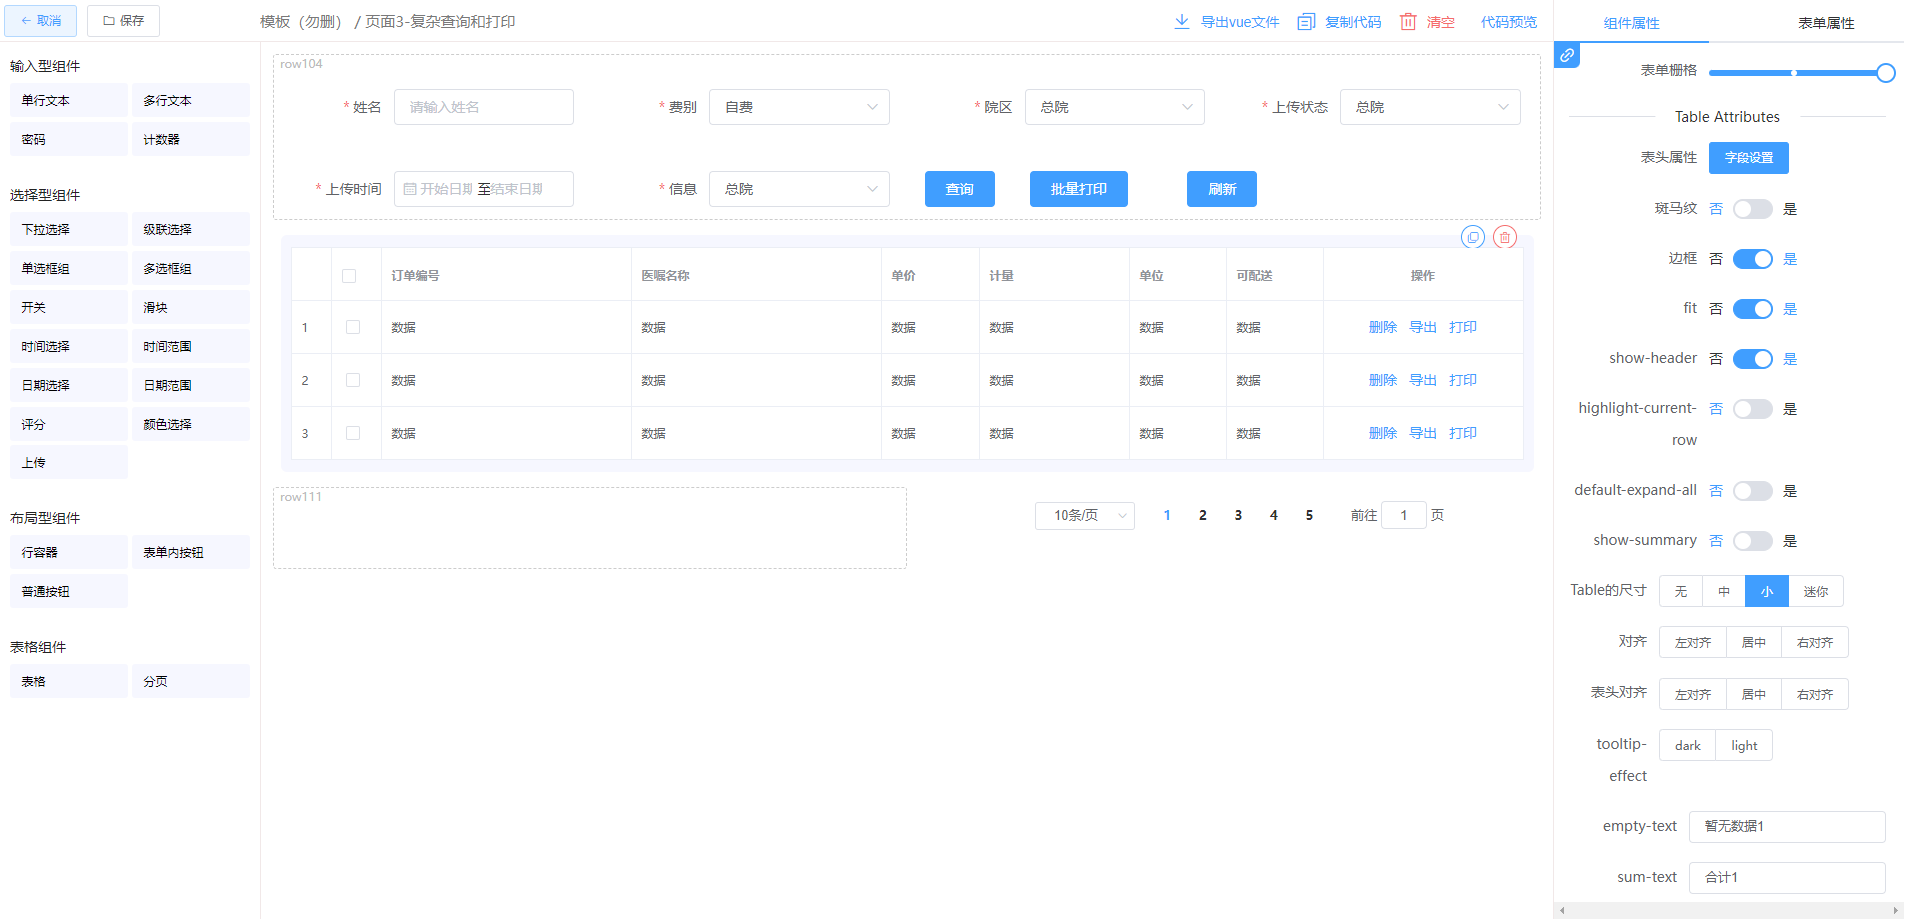 取消
保存
模板（勿删） / 页面3-复杂查询和打印
导出vue文件
复制代码
清空
代码预览
组件属性
表单属性
输入型组件
单行文本
多行文本
密码
计数器
选择型组件
下拉选择
级联选择
单选框组
多选框组
开关
滑块
时间选择
时间范围
日期选择
日期范围
评分
颜色选择
上传
布局型组件
行容器
表单内按钮
普通按钮
表格组件
表格
分页
row104
* 姓名 请输入姓名
* 费别 自费
* 院区 总院
* 上传状态 总院
* 上传时间 开始日期 至 结束日期
* 信息 总院
查询
批量打印
刷新
订单编号 医嘱名称 单价 计量 单位 可配送 操作
1 数据 数据 数据 数据 数据 数据 删除 导出 打印
2 数据 数据 数据 数据 数据 数据 删除 导出 打印
3 数据 数据 数据 数据 数据 数据 删除 导出 打印
row111
10条/页 1 2 3 4 5 前往 1 页
表单栅格
Table Attributes
表头属性 字段设置
斑马纹 否 是
边框 否 是
fit 否 是
show-header 否 是
highlight-current-
row
否 是
default-expand-all 否 是
show-summary 否 是
Table的尺寸 无 中 小 迷你
对齐 左对齐 居中 右对齐
表头对齐 左对齐 居中 右对齐
tooltip-
effect
dark light
empty-text 暂无数据1
sum-text 合计1